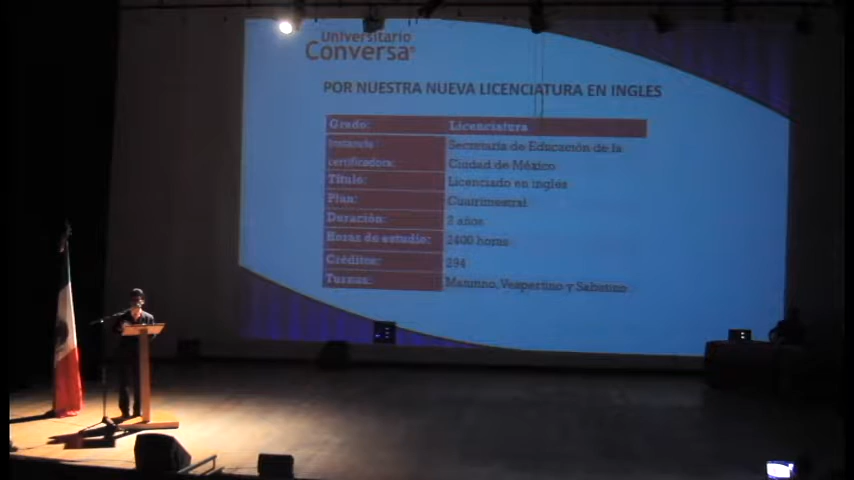 Universitario
Conversa
POR NUESTRA NUEVA LICENCIATURA EN INGLES
Grado: Licenciatura
Instancia certificadora: Secretaría de Educación de la Ciudad de México
Título: Licenciado en inglés
Plan: Cuatrimestral
Duración: 3 años
Horas de estudio: 2400 horas
Créditos: 294
Turnos: Matutino, Vespertino y Sabatino